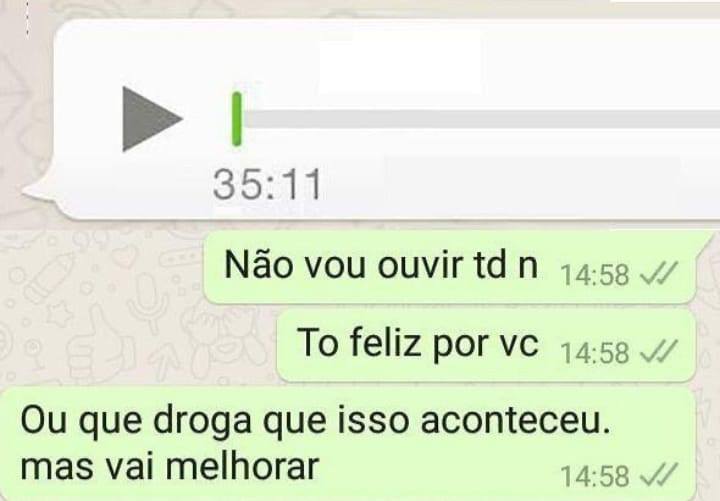 35:11
Não vou ouvir td n 14:58
To feliz por vc 14:58
Ou que droga que isso aconteceu.
mas vai melhorar 14:58